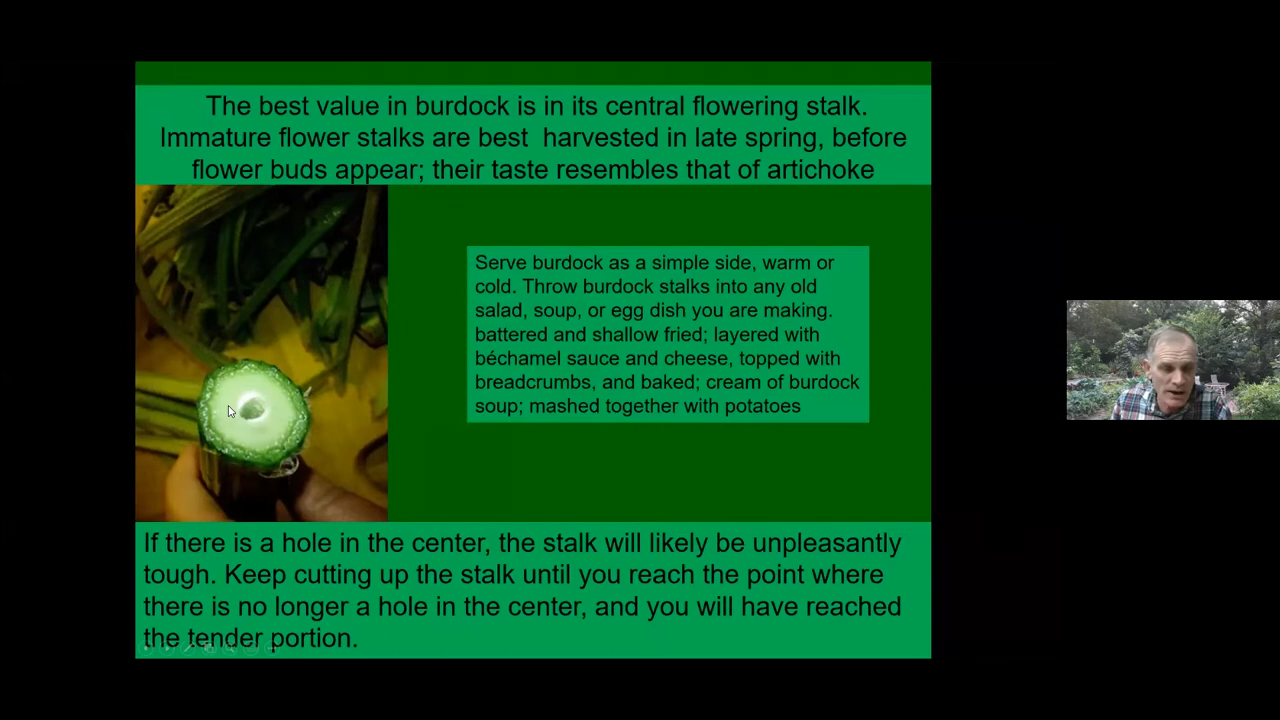 The best value in burdock is in its central flowering stalk.
Immature flower stalks are best  harvested in late spring, before
flower buds appear; their taste resembles that of artichoke
Serve burdock as a simple side, warm or
cold. Throw burdock stalks into any old
salad, soup, or egg dish you are making.
battered and shallow fried; layered with
béchamel sauce and cheese, topped with
breadcrumbs, and baked; cream of burdock
soup; mashed together with potatoes
If there is a hole in the center, the stalk will likely be unpleasantly
tough. Keep cutting up the stalk until you reach the point where
there is no longer a hole in the center, and you will have reached
the tender portion.